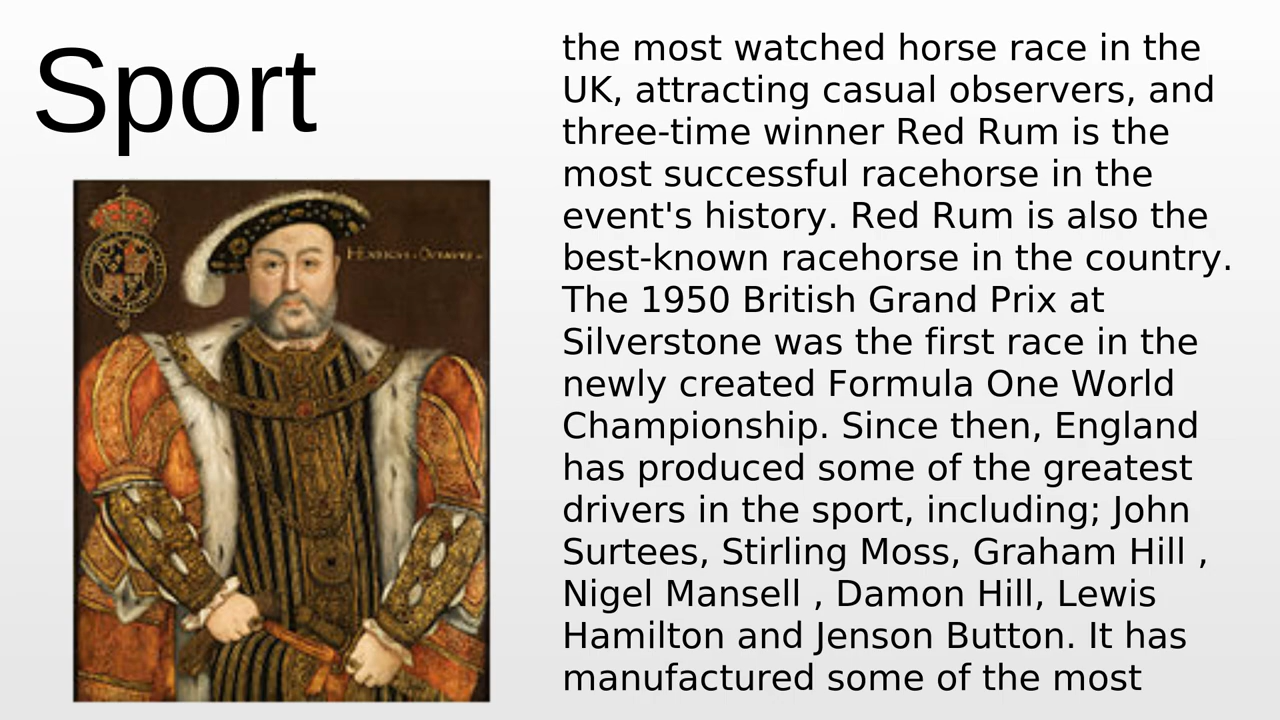 Sport
HENRICVS · OCTAVVS ·
the most watched horse race in the
UK, attracting casual observers, and
three-time winner Red Rum is the
most successful racehorse in the
event's history. Red Rum is also the
best-known racehorse in the country.
The 1950 British Grand Prix at
Silverstone was the first race in the
newly created Formula One World
Championship. Since then, England
has produced some of the greatest
drivers in the sport, including; John
Surtees, Stirling Moss, Graham Hill ,
Nigel Mansell , Damon Hill, Lewis
Hamilton and Jenson Button. It has
manufactured some of the most